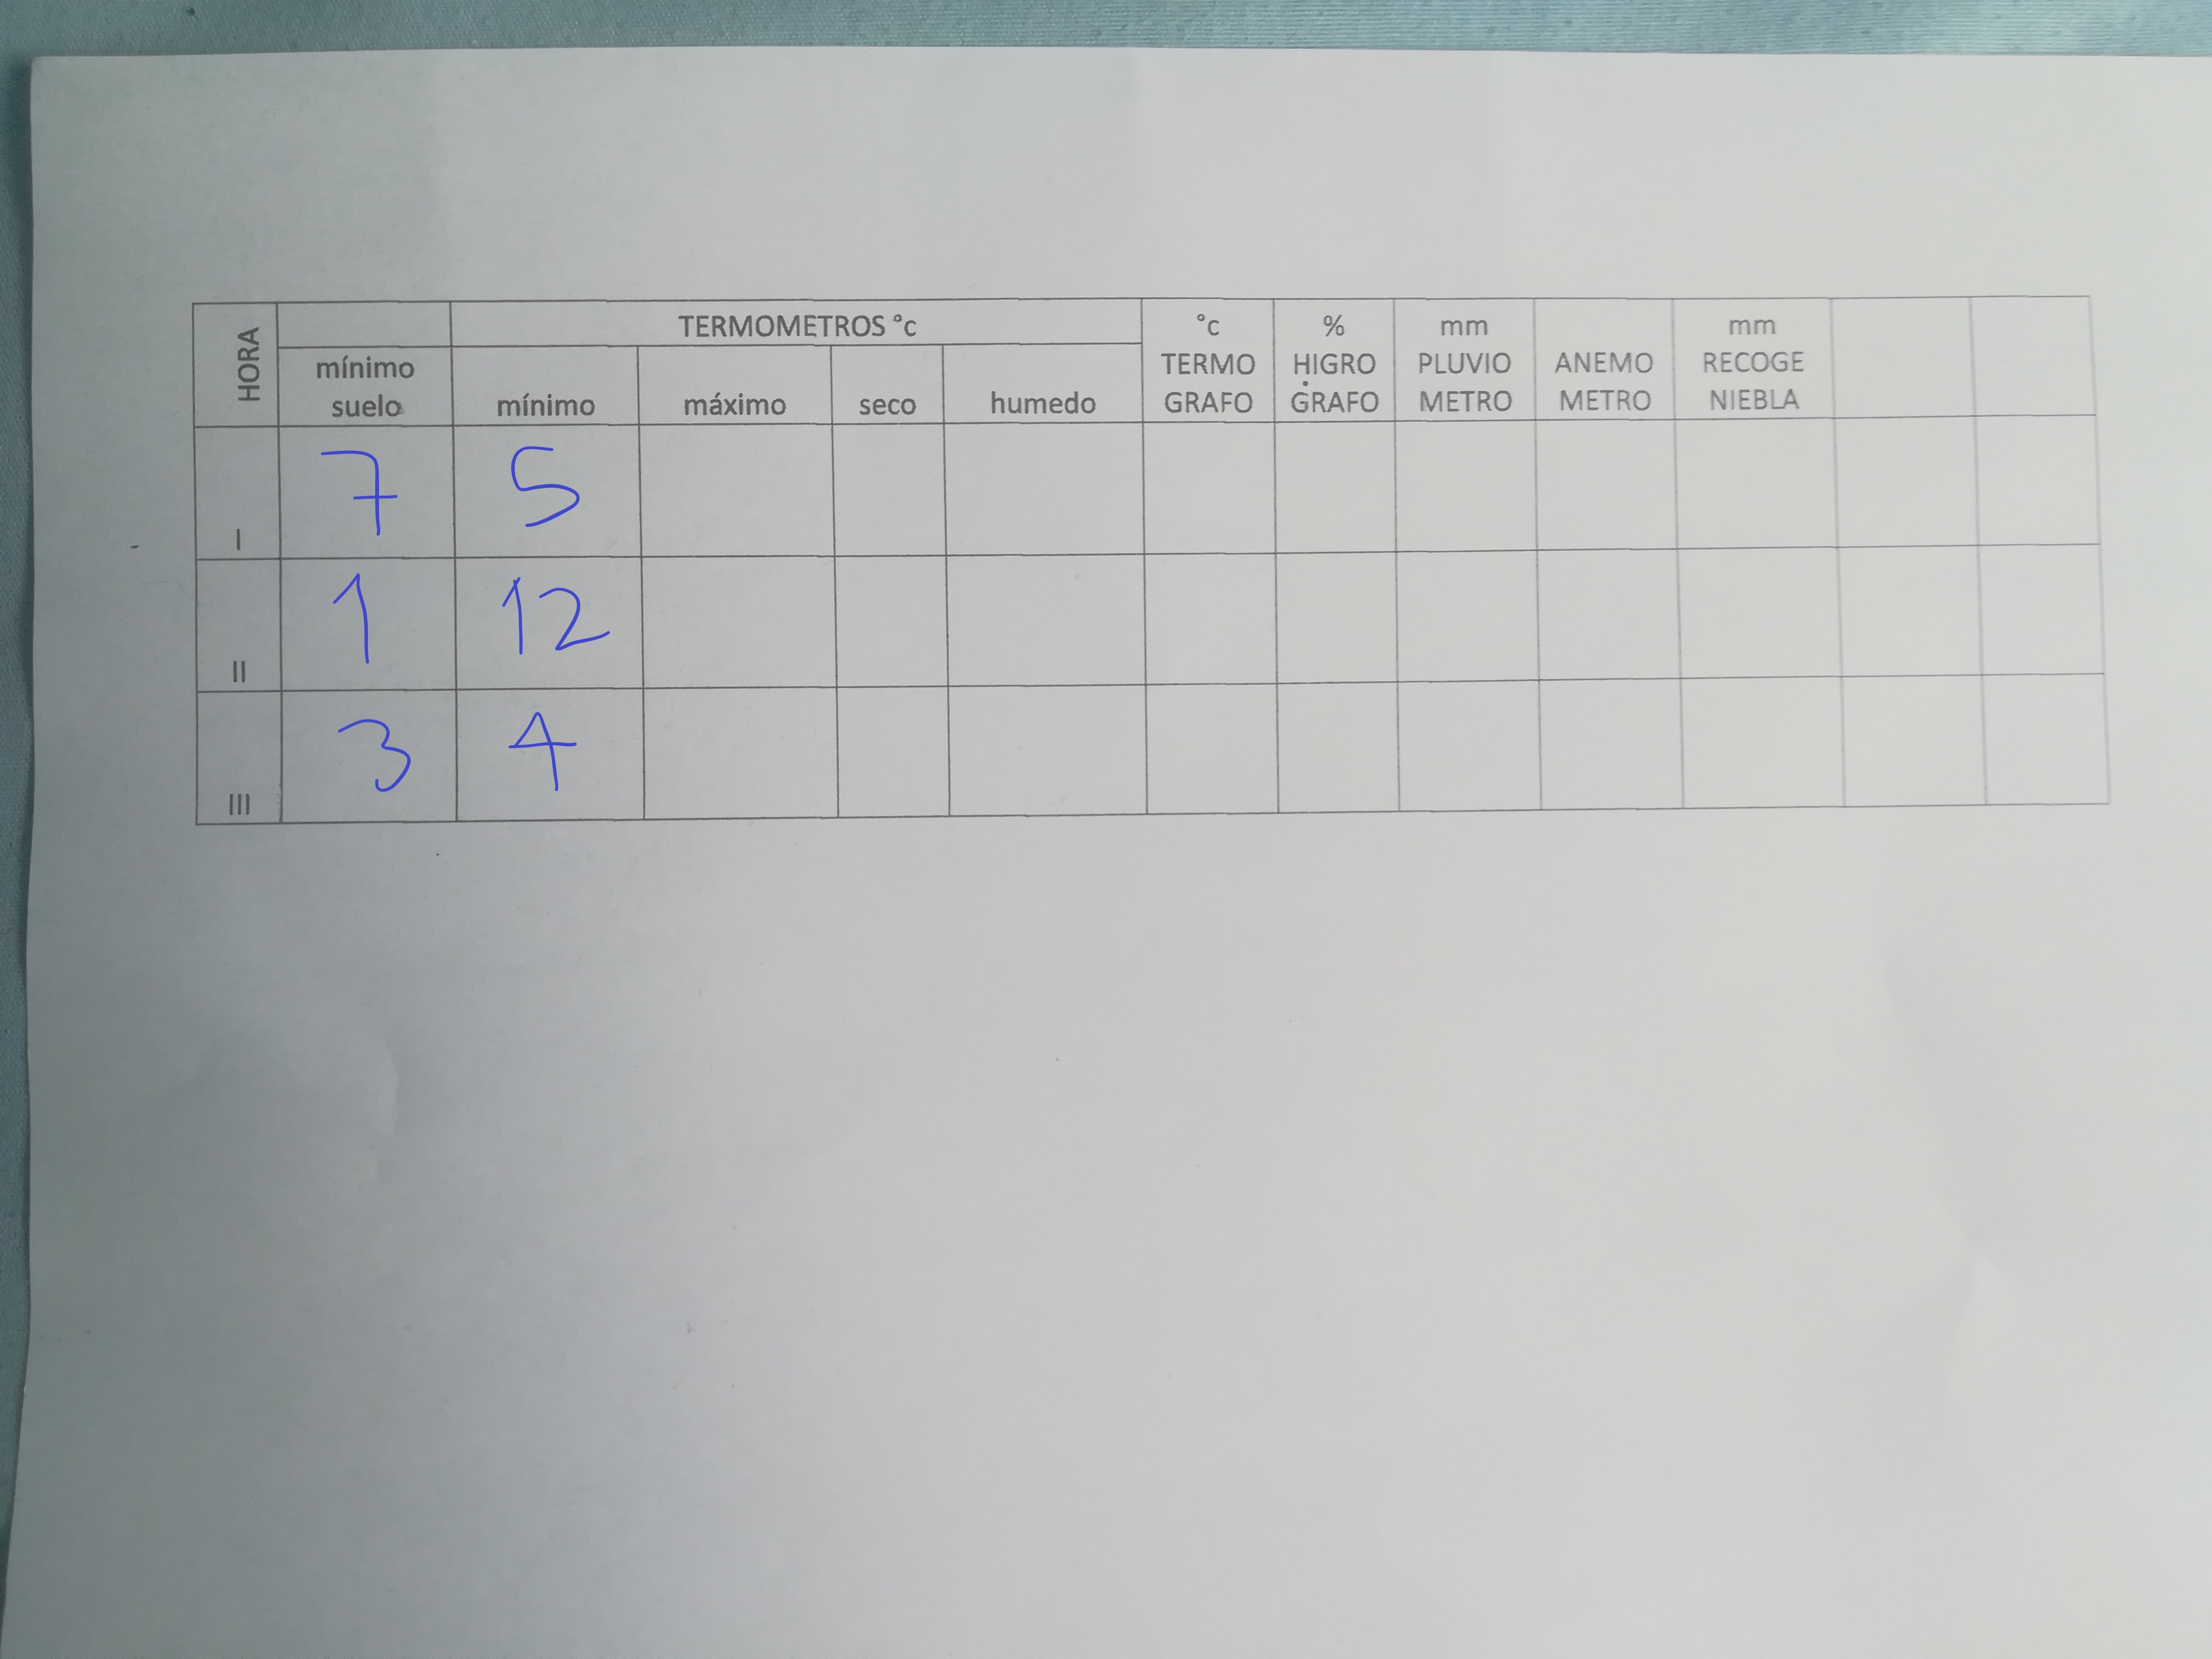 HORA
TERMOMETROS °c
mínimo
suelo
mínimo
máximo
seco
humedo
°c
TERMO
GRAFO
%
HIGRO
GRAFO
mm
PLUVIO
METRO
ANEMO
METRO
mm
RECOGE
NIEBLA
I 7 5
II 1 12
III 3 4